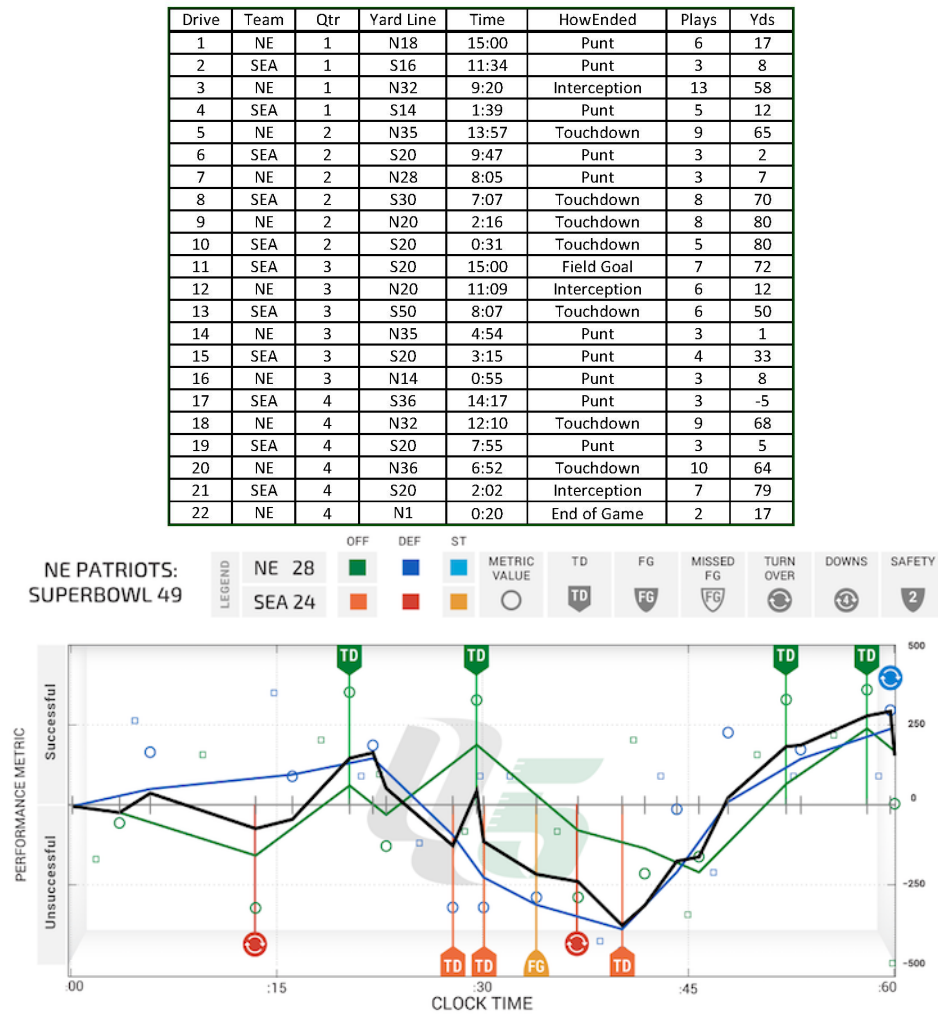 Drive Team Qtr Yard Line Time HowEnded Plays Yds
1 NE 1 N18 15:00 Punt 6 17
2 SEA 1 S16 11:34 Punt 3 8
3 NE 1 N32 9:20 Interception 13 58
4 SEA 1 S14 1:39 Punt 5 12
5 NE 2 N35 13:57 Touchdown 9 65
6 SEA 2 S20 9:47 Punt 3 2
7 NE 2 N28 8:05 Punt 3 7
8 SEA 2 S30 7:07 Touchdown 8 70
9 NE 2 N20 2:16 Touchdown 8 80
10 SEA 2 S20 0:31 Touchdown 5 80
11 SEA 3 S20 15:00 Field Goal 7 72
12 NE 3 N20 11:09 Interception 6 12
13 SEA 3 S50 8:07 Touchdown 6 50
14 NE 3 N35 4:54 Punt 3 1
15 SEA 3 S20 3:15 Punt 4 33
16 NE 3 N14 0:55 Punt 3 8
17 SEA 4 S36 14:17 Punt 3 -5
18 NE 4 N32 12:10 Touchdown 9 68
19 SEA 4 S20 7:55 Punt 3 5
20 NE 4 N36 6:52 Touchdown 10 64
21 SEA 4 S20 2:02 Interception 7 79
22 NE 4 N1 0:20 End of Game 2 17
NE PATRIOTS:
SUPERBOWL 49
LEGEND
OFF DEF ST
NE 28
SEA 24
METRIC
VALUE
TD
TD
FG
FG
MISSED
FG
FG
TURN
OVER
DOWNS
4
SAFETY
2
PERFORMANCE METRIC
Successful
Unsuccessful
TD TD TD TD
500
250
0
-250
-500
Q5
TD TD FG TD
:00 :15 :30 :45 :60
CLOCK TIME